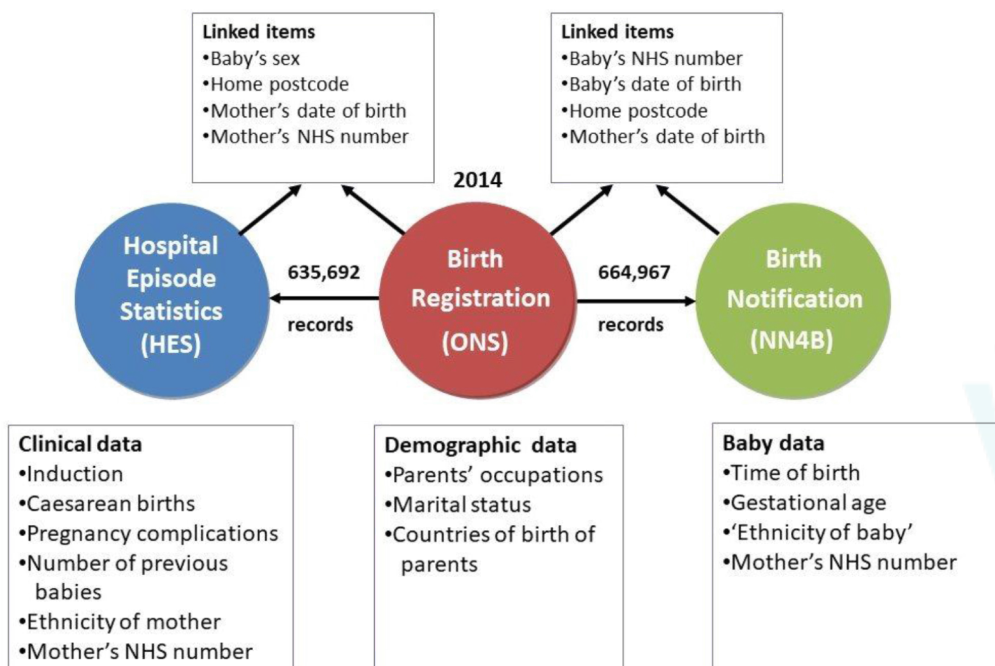 Linked items
•Baby's sex
•Home postcode
•Mother's date of birth
•Mother's NHS number
Linked items
•Baby's NHS number
•Baby's date of birth
•Home postcode
•Mother's date of birth
2014
Hospital
Episode
Statistics
(HES)
635,692
records
Birth
Registration
(ONS)
664,967
records
Birth
Notification
(NN4B)
Clinical data
•Induction
•Caesarean births
•Pregnancy complications
•Number of previous
babies
•Ethnicity of mother
•Mother's NHS number
Demographic data
•Parents' occupations
•Marital status
•Countries of birth of
parents
Baby data
•Time of birth
•Gestational age
•'Ethnicity of baby'
•Mother's NHS number